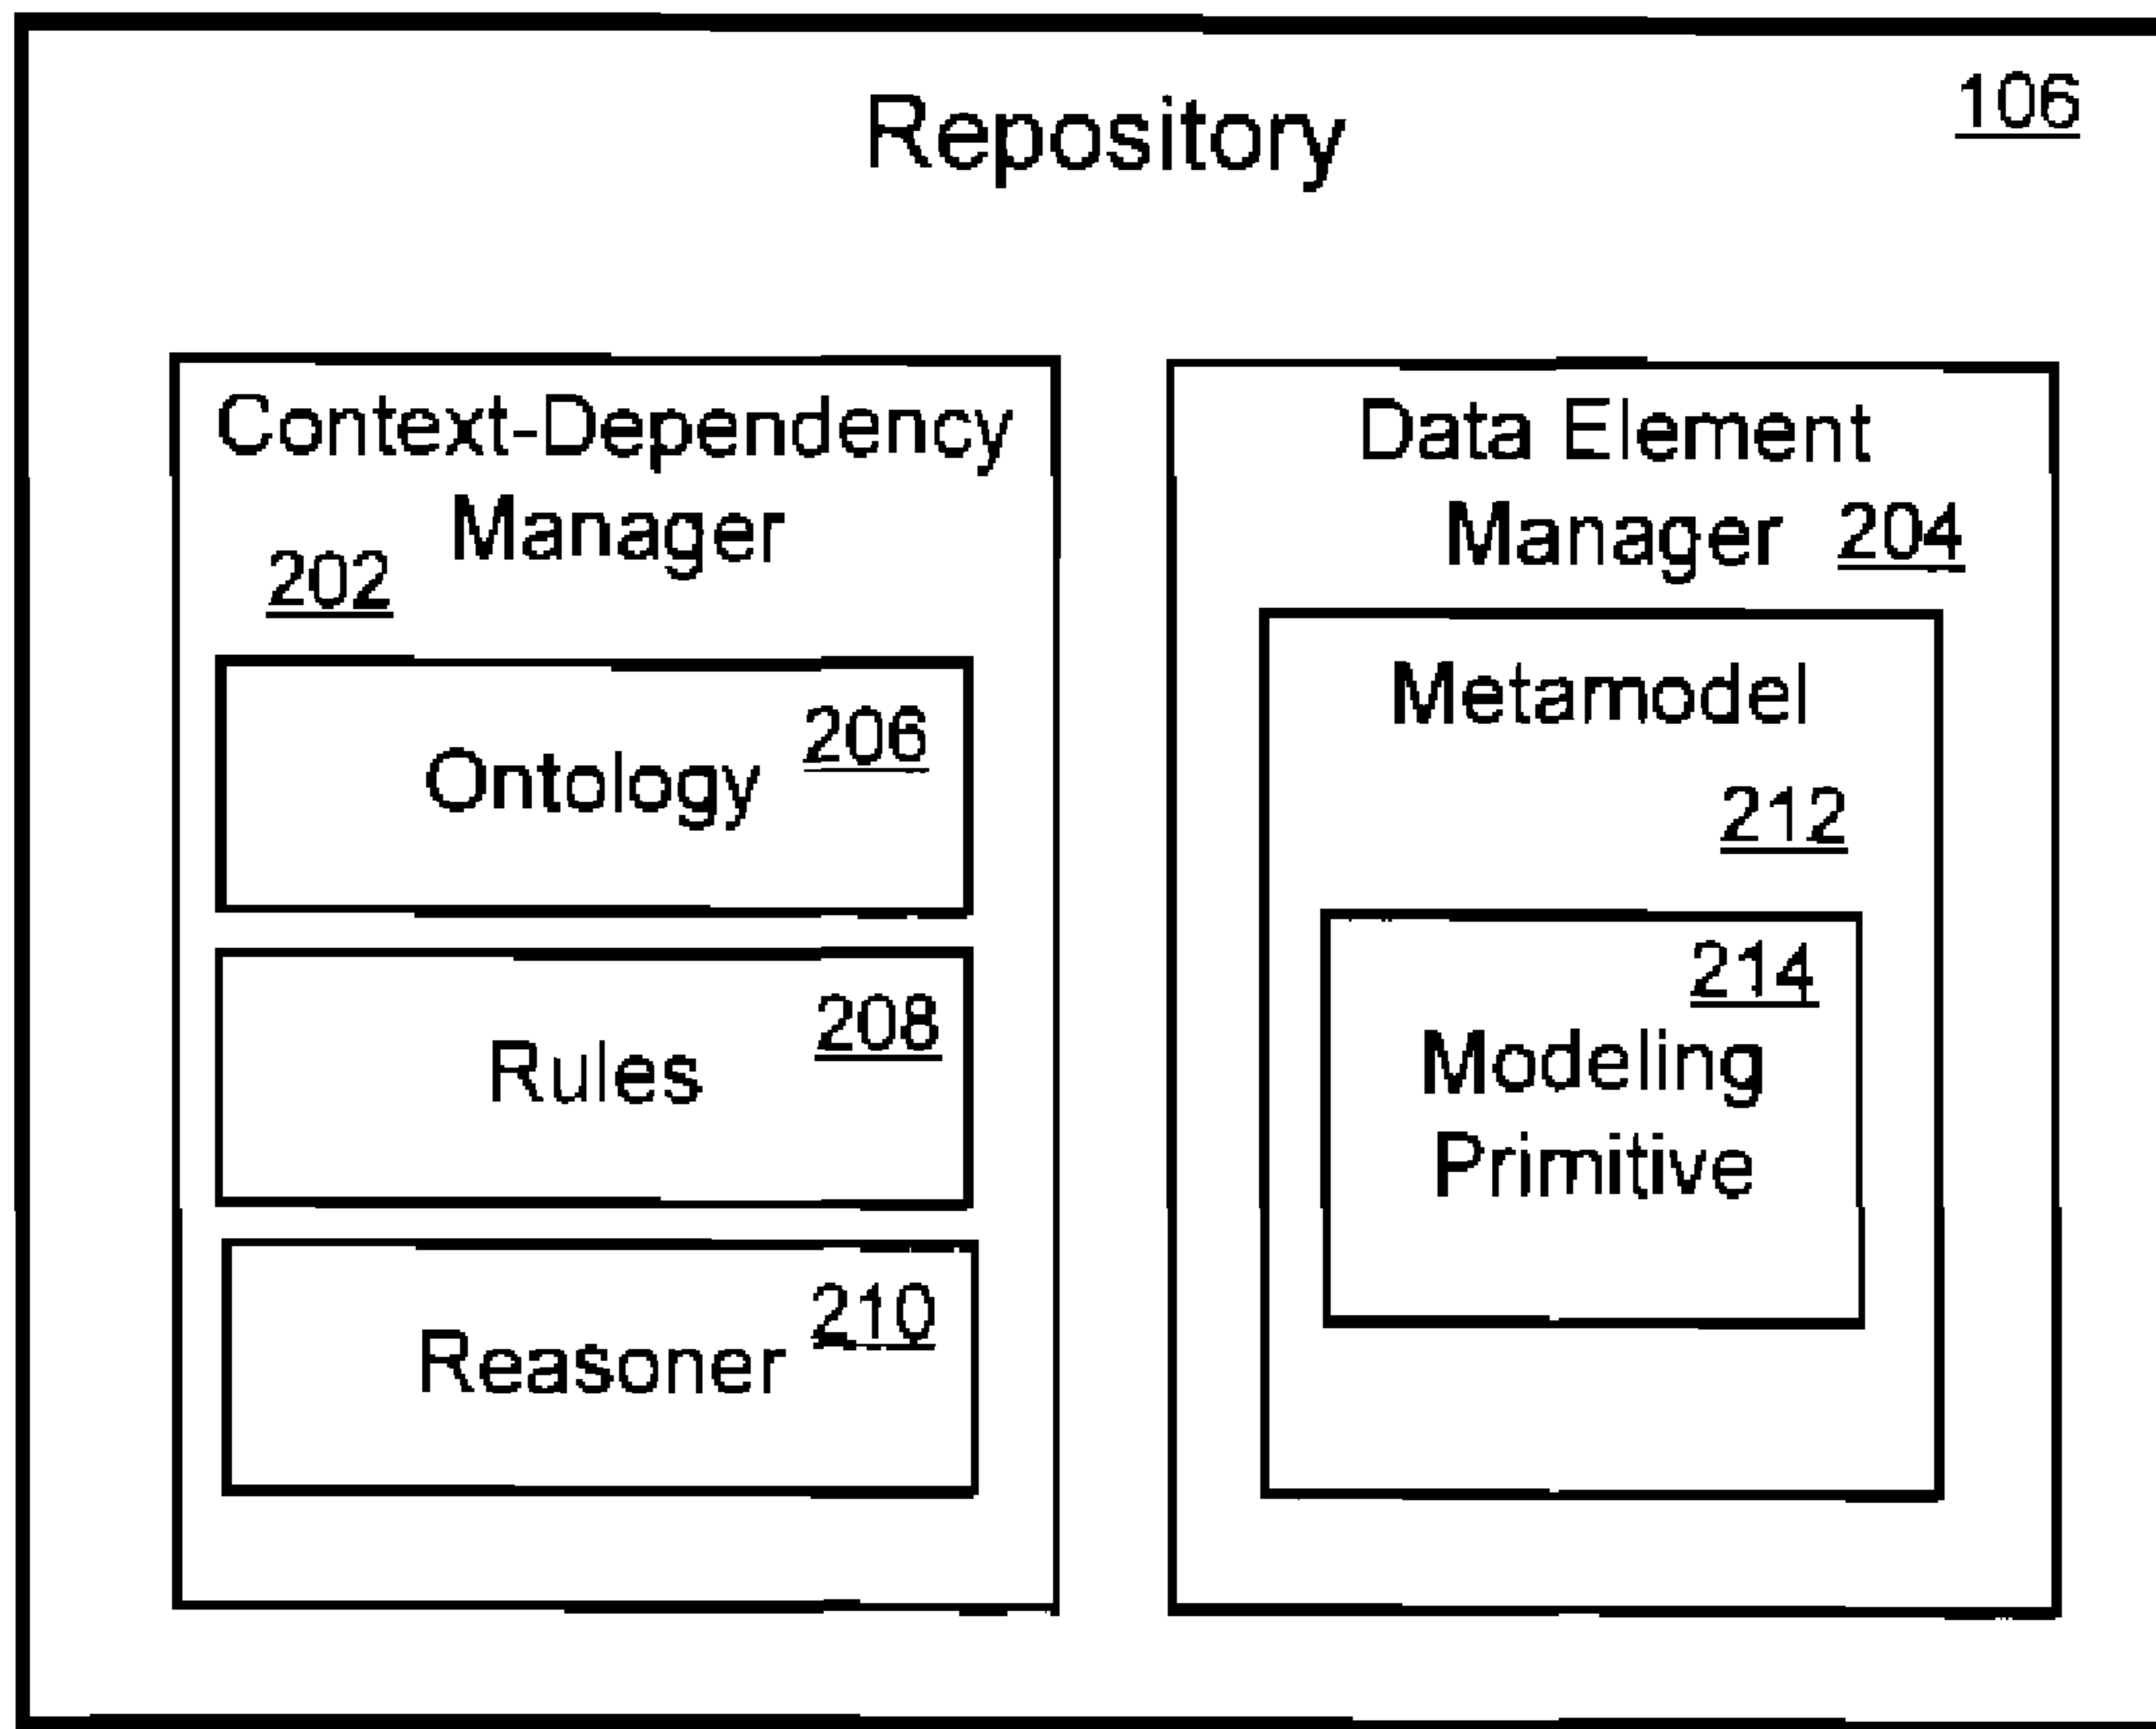 Repository
106
Context-Dependency
Manager
202
Ontology
206
Rules
208
Reasoner
210
Data Element
Manager 204
Metamodel
212
214
Modeling
Primitive